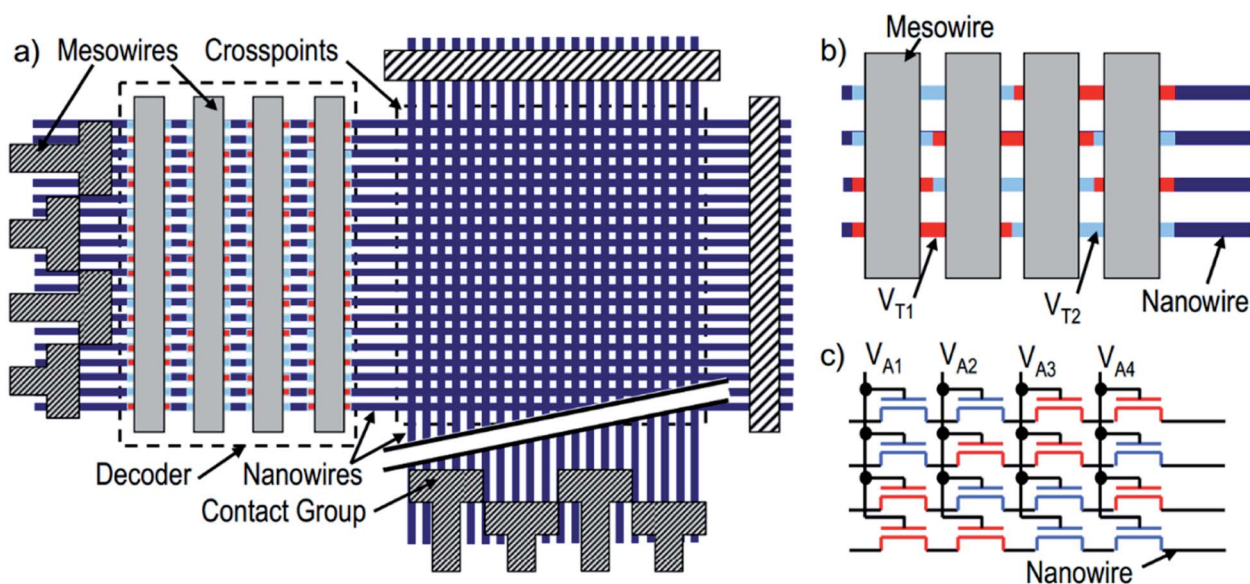 a) Mesowires Crosspoints
Decoder
Nanowires
Contact Group
b) Mesowire
VT1 VT2
Nanowire
c) VA1 VA2 VA3 VA4
Nanowire